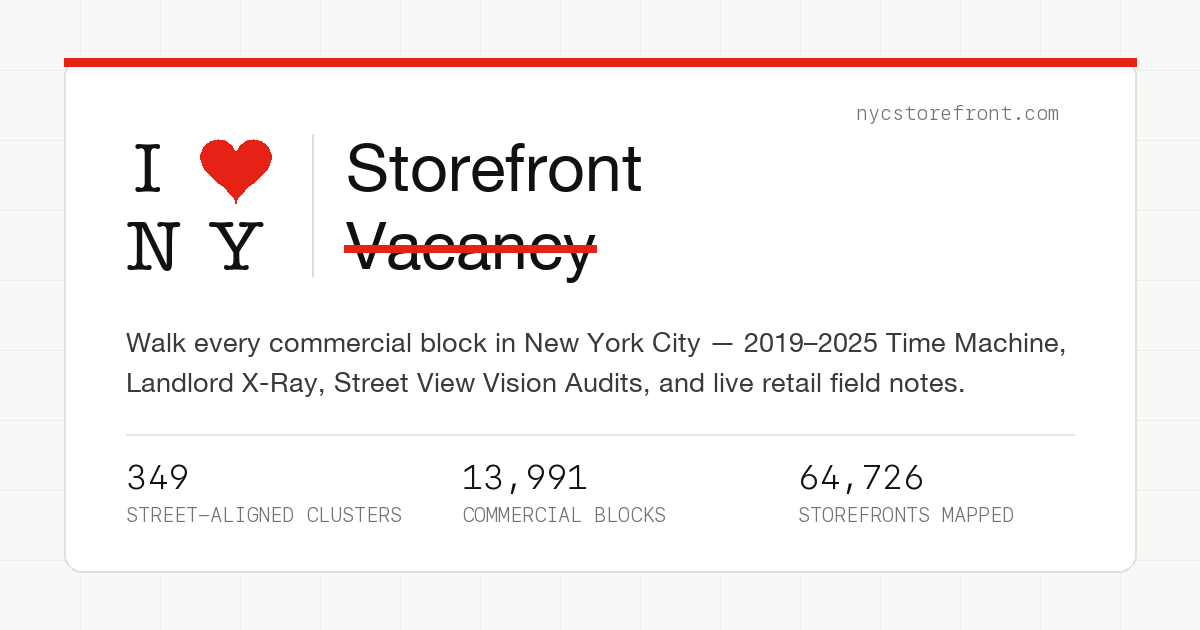 nycstorefront.com
I ♥
N Y
Storefront
Vacancy
Walk every commercial block in New York City — 2019–2025 Time Machine,
Landlord X-Ray, Street View Vision Audits, and live retail field notes.
349
STREET–ALIGNED CLUSTERS
13,991
COMMERCIAL BLOCKS
64,726
STOREFRONTS MAPPED